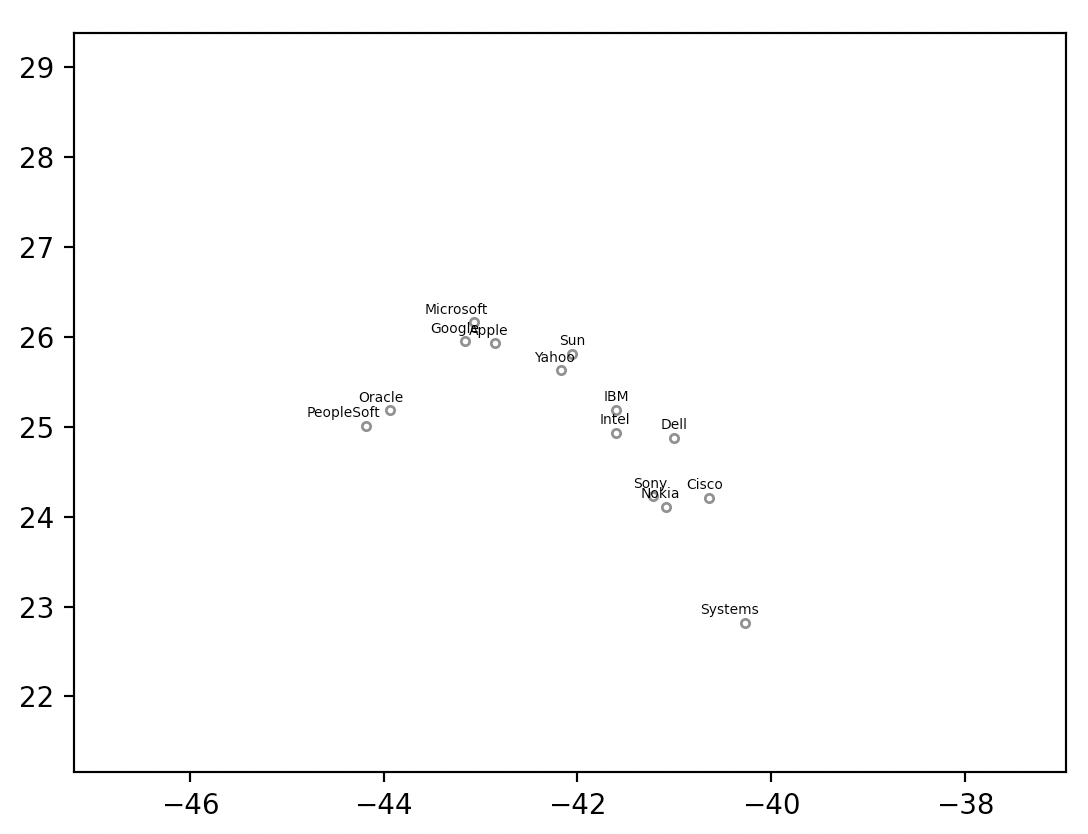 29
28
27
26
25
24
23
22
Microsoft
Google
Apple
Sun
Yahoo
Oracle
PeopleSoft
IBM
Intel
Dell
Sony
Nokia
Cisco
Systems
−46 −44 −42 −40 −38